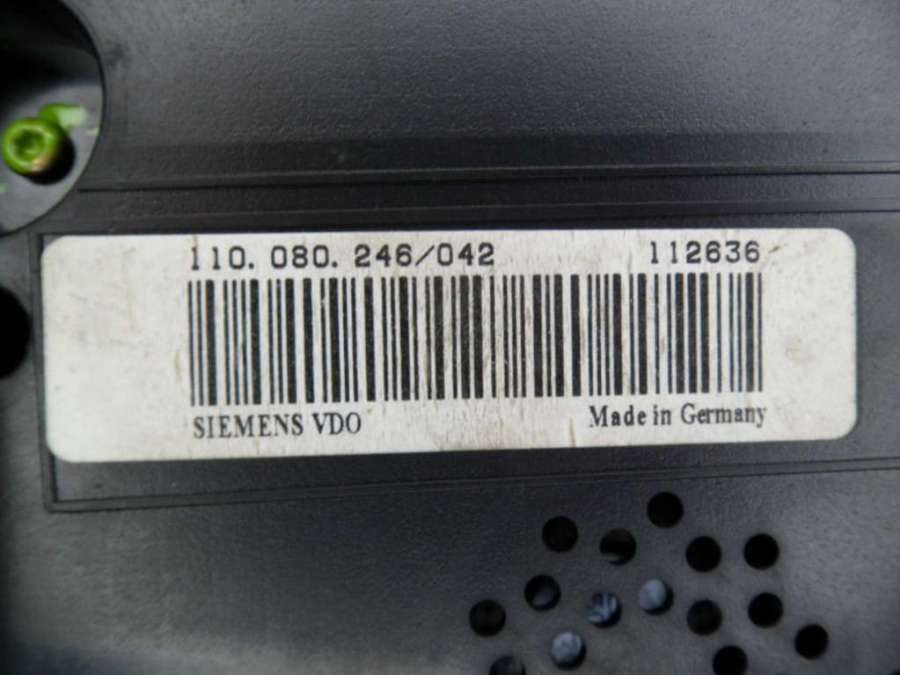 110.080.246/042 112636
SIEMENS VDO Made in Germany